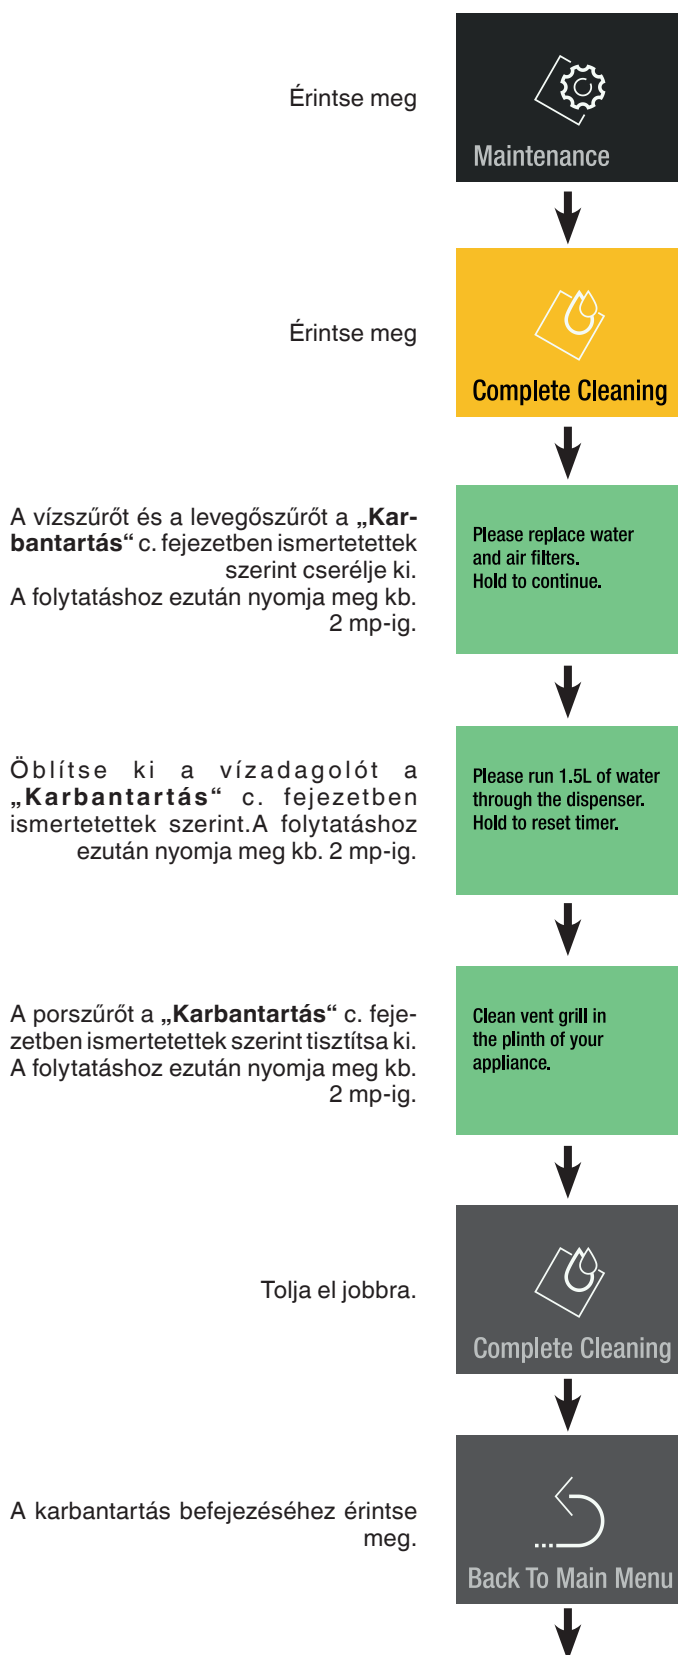 Érintse meg
Maintenance
Érintse meg
Complete Cleaning
A vízszűrőt és a levegőszűrőt a „Kar-
bantartás“ c. fejezetben ismertetettek
szerint cserélje ki.
A folytatáshoz ezután nyomja meg kb.
2 mp-ig.
Please replace water
and air filters.
Hold to continue.
Öblítse ki a vízadagolót a
„Karbantartás“ c. fejezetben
ismertetettek szerint.A folytatáshoz
ezután nyomja meg kb. 2 mp-ig.
Please run 1.5L of water
through the dispenser.
Hold to reset timer.
A porszűrőt a „Karbantartás“ c. feje-
zetben ismertetettek szerint tisztítsa ki.
A folytatáshoz ezután nyomja meg kb.
2 mp-ig.
Clean vent grill in
the plinth of your
appliance.
Tolja el jobbra.
Complete Cleaning
A karbantartás befejezéséhez érintse
meg.
Back To Main Menu